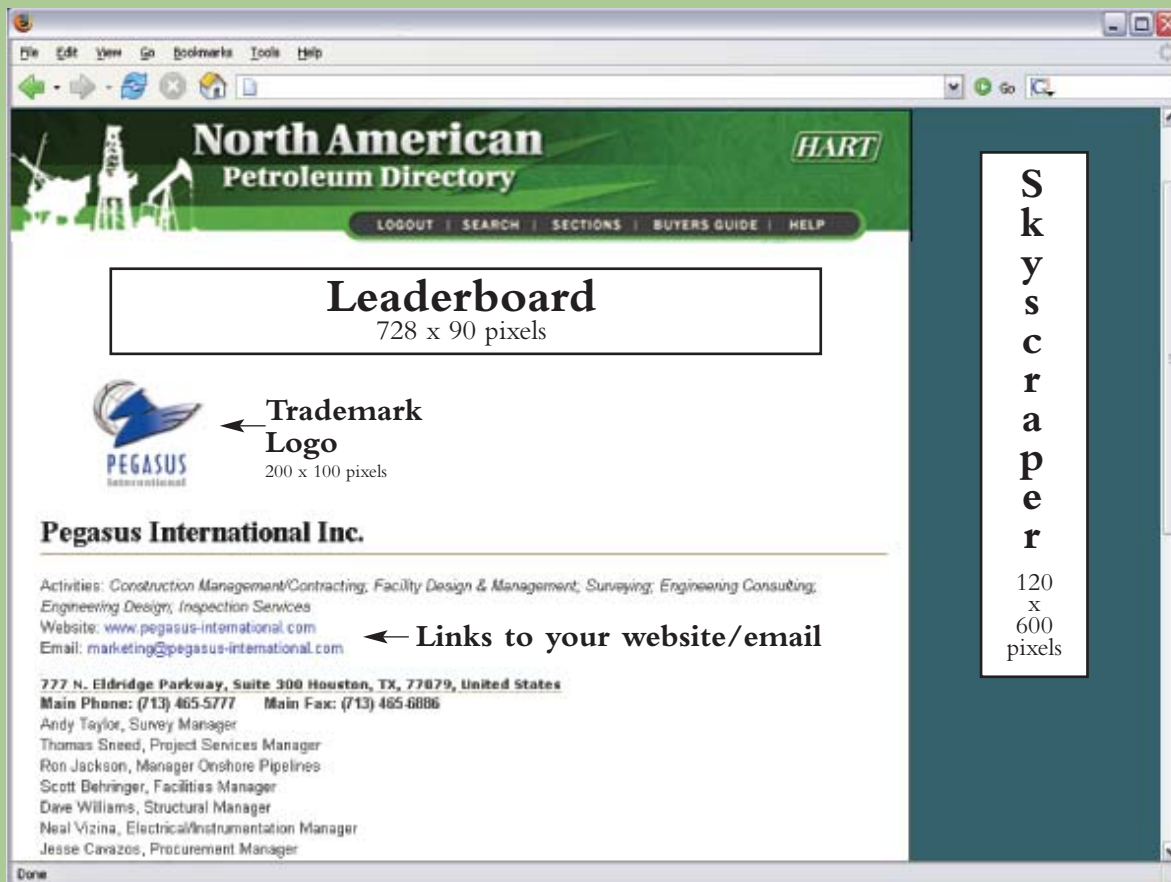 File Edit View Go Bookmarks Tools Help
Go
North American
Petroleum Directory
HART
LOGOUT | SEARCH | SECTIONS | BUYERS GUIDE | HELP
Leaderboard
728 x 90 pixels
Trademark
Logo
200 x 100 pixels
PEGASUS
International
Pegasus International Inc.
Activities: Construction Management/Contracting; Facility Design & Management; Surveying; Engineering Consulting;
Engineering Design; Inspection Services
Website: www.pegasus-international.com
Email: marketing@pegasus-international.com
Links to your website/email
777 N. Eldridge Parkway, Suite 300 Houston, TX, 77079, United States
Main Phone: (713) 465-5777 Main Fax: (713) 465-6886
Andy Taylor, Survey Manager
Thomas Sneed, Project Services Manager
Ron Jackson, Manager Onshore Pipelines
Scott Behringer, Facilities Manager
Dave Williams, Structural Manager
Neal Vizina, Electrical/Instrumentation Manager
Jesse Cavazos, Procurement Manager
Skyscraper
120
x
600
pixels
Done